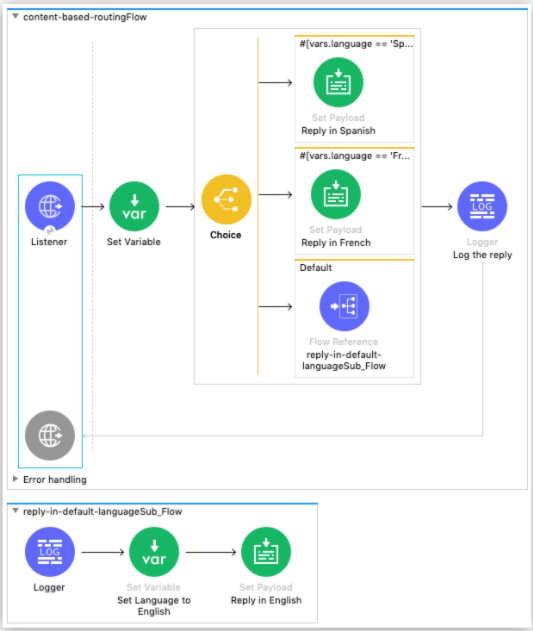 content-based-routingFlow
#[vars.language == 'Sp...
Set Payload
Reply in Spanish
#[vars.language == 'Fr...
Set Payload
Reply in French
Default
Flow Reference
reply-in-default-
languageSub_Flow
Listener
var
Set Variable
Choice
LOG
Logger
Log the reply
Error handling
reply-in-default-languageSub_Flow
LOG
Logger
var
Set Variable
Set Language to
English
Set Payload
Reply in English